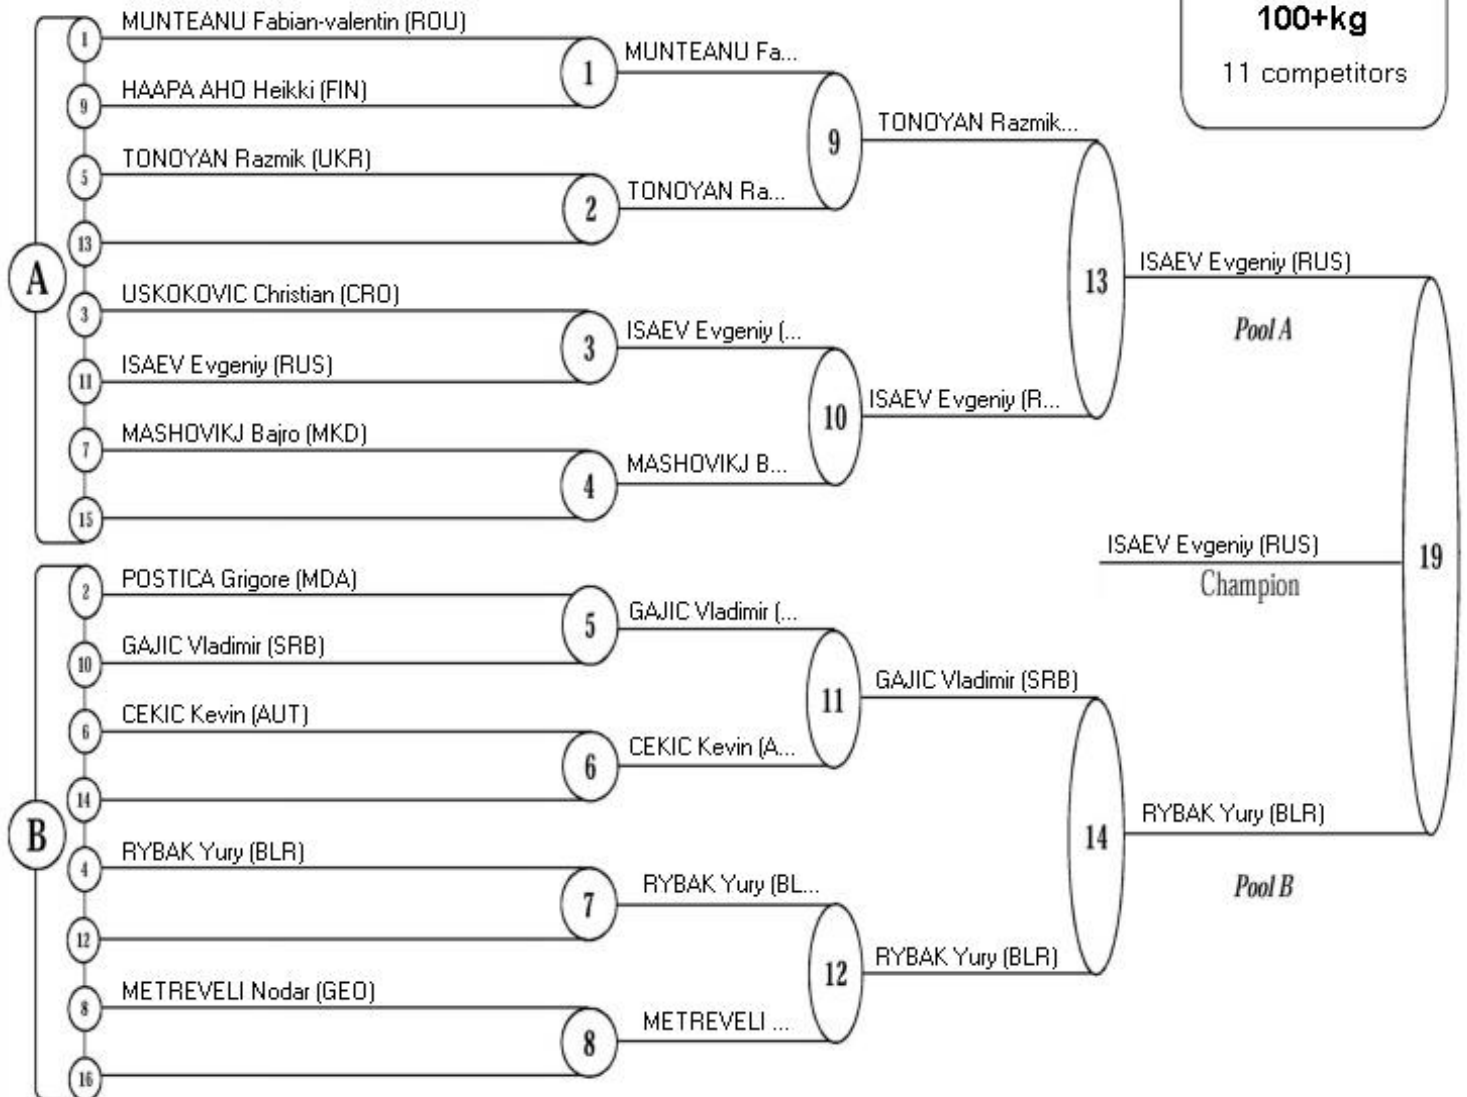 100+kg
11 competitors
A
1
MUNTEANU Fabian-valentin (ROU)
9
HAAPA AHO Heikki (FIN)
5
TONOYAN Razmik (UKR)
13
3
USKOKOVIC Christian (CRO)
11
ISAEV Evgeniy (RUS)
7
MASHOVIKJ Bajro (MKD)
15
B
2
POSTICA Grigore (MDA)
10
GAJIC Vladimir (SRB)
6
CEKIC Kevin (AUT)
14
4
RYBAK Yury (BLR)
12
8
METREVELI Nodar (GEO)
16
1
MUNTEANU Fa...
2
TONOYAN Ra...
3
ISAEV Evgeniy (...
4
MASHOVIKJ B...
5
GAJIC Vladimir (...
6
CEKIC Kevin (A...
7
RYBAK Yury (BL...
8
METREVELI ...
9
TONOYAN Razmik...
10
ISAEV Evgeniy (R...
11
GAJIC Vladimir (SRB)
12
RYBAK Yury (BLR)
13
ISAEV Evgeniy (RUS)
Pool A
14
RYBAK Yury (BLR)
Pool B
19
ISAEV Evgeniy (RUS)
Champion